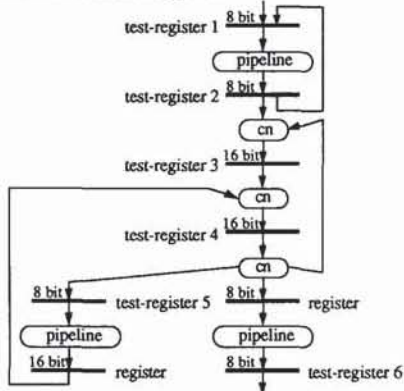 8 bit
test-register 1
pipeline
8 bit
test-register 2
cn
16 bit
test-register 3
cn
16 bit
test-register 4
cn
8 bit
test-register 5
8 bit
register
pipeline
pipeline
16 bit
register
8 bit
test-register 6